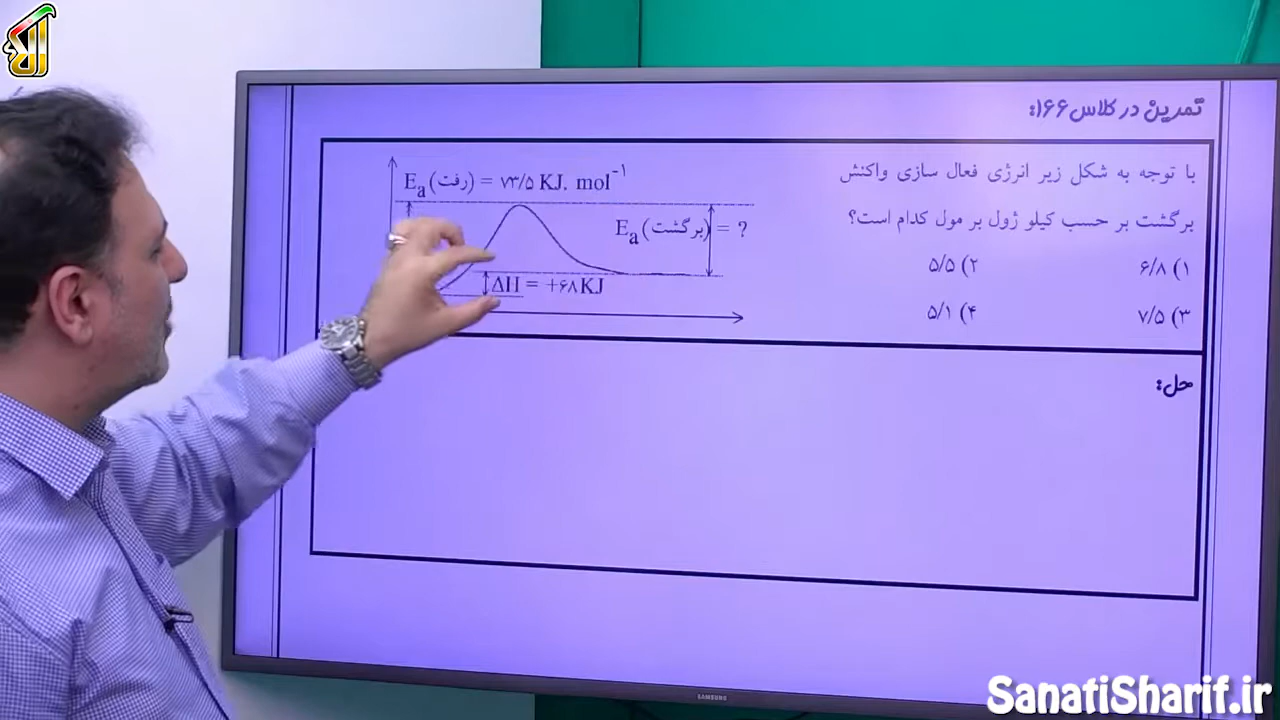 تمرین در کلاس ۱۶۶:
با توجه به شکل زیر انرژی فعال سازی واکنش
برگشت بر حسب کیلو ژول بر مول کدام است؟
۱) ۶/۸
۲) ۵/۵
۳) ۷/۵
۴) ۵/۱
Ea (رفت) = ۷۳/۵ KJ. mol⁻¹
Ea (برگشت) = ?
ΔH = +۶۸KJ
حل:
SAMSUNG
SanatiSharif.ir